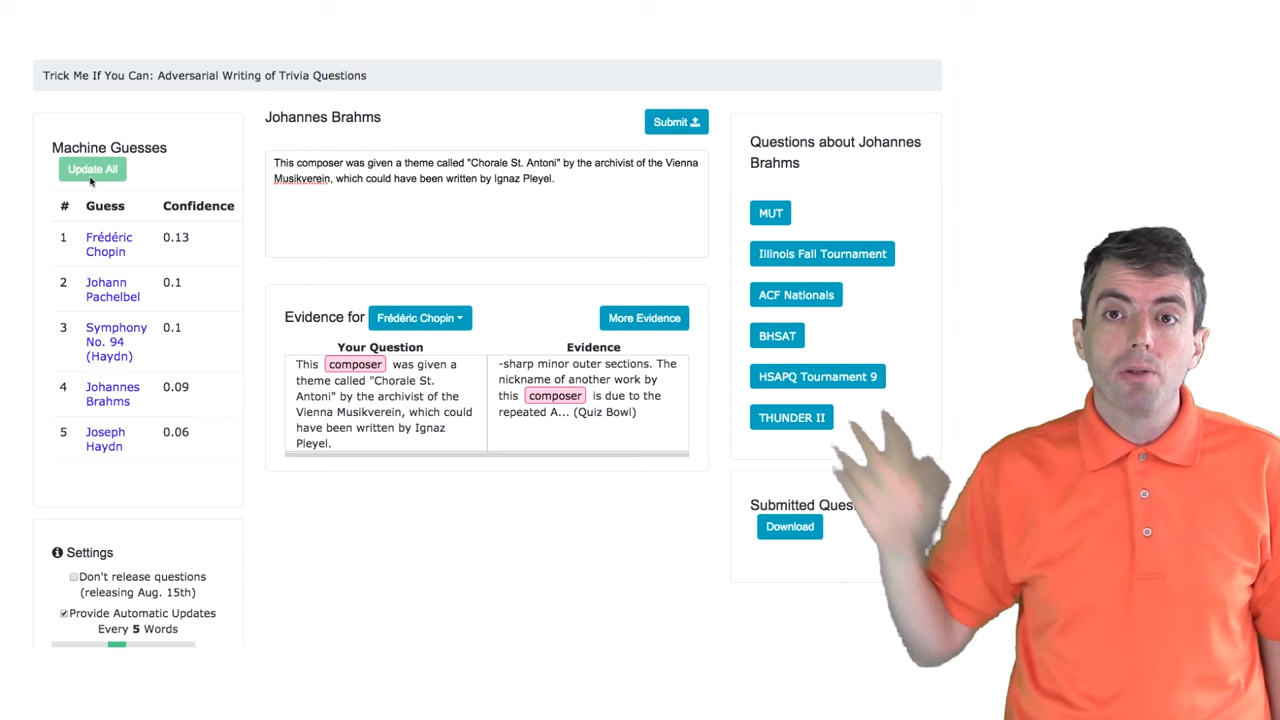 Trick Me If You Can: Adversarial Writing of Trivia Questions
Machine Guesses
Update All
# Guess Confidence
1 Frédéric Chopin 0.13
2 Johann Pachelbel 0.1
3 Symphony No. 94 (Haydn) 0.1
4 Johannes Brahms 0.09
5 Joseph Haydn 0.06
Settings
Don't release questions
(releasing Aug. 15th)
Provide Automatic Updates
Every 5 Words
Johannes Brahms
Submit
This composer was given a theme called "Chorale St. Antoni" by the archivist of the Vienna
Musikverein, which could have been written by Ignaz Pleyel.
Evidence for Frédéric Chopin
More Evidence
Your Question
This composer was given a
theme called "Chorale St.
Antoni" by the archivist of the
Vienna Musikverein, which could
have been written by Ignaz
Pleyel.
Evidence
-sharp minor outer sections. The
nickname of another work by
this composer is due to the
repeated A... (Quiz Bowl)
Questions about Johannes
Brahms
MUT
Illinois Fall Tournament
ACF Nationals
BHSAT
HSAPQ Tournament 9
THUNDER II
Submitted
Download